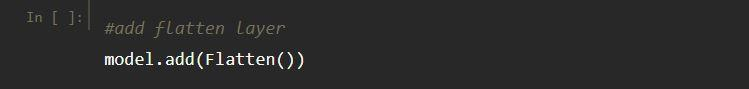 In [ ]:
#add flatten layer
model.add(Flatten())